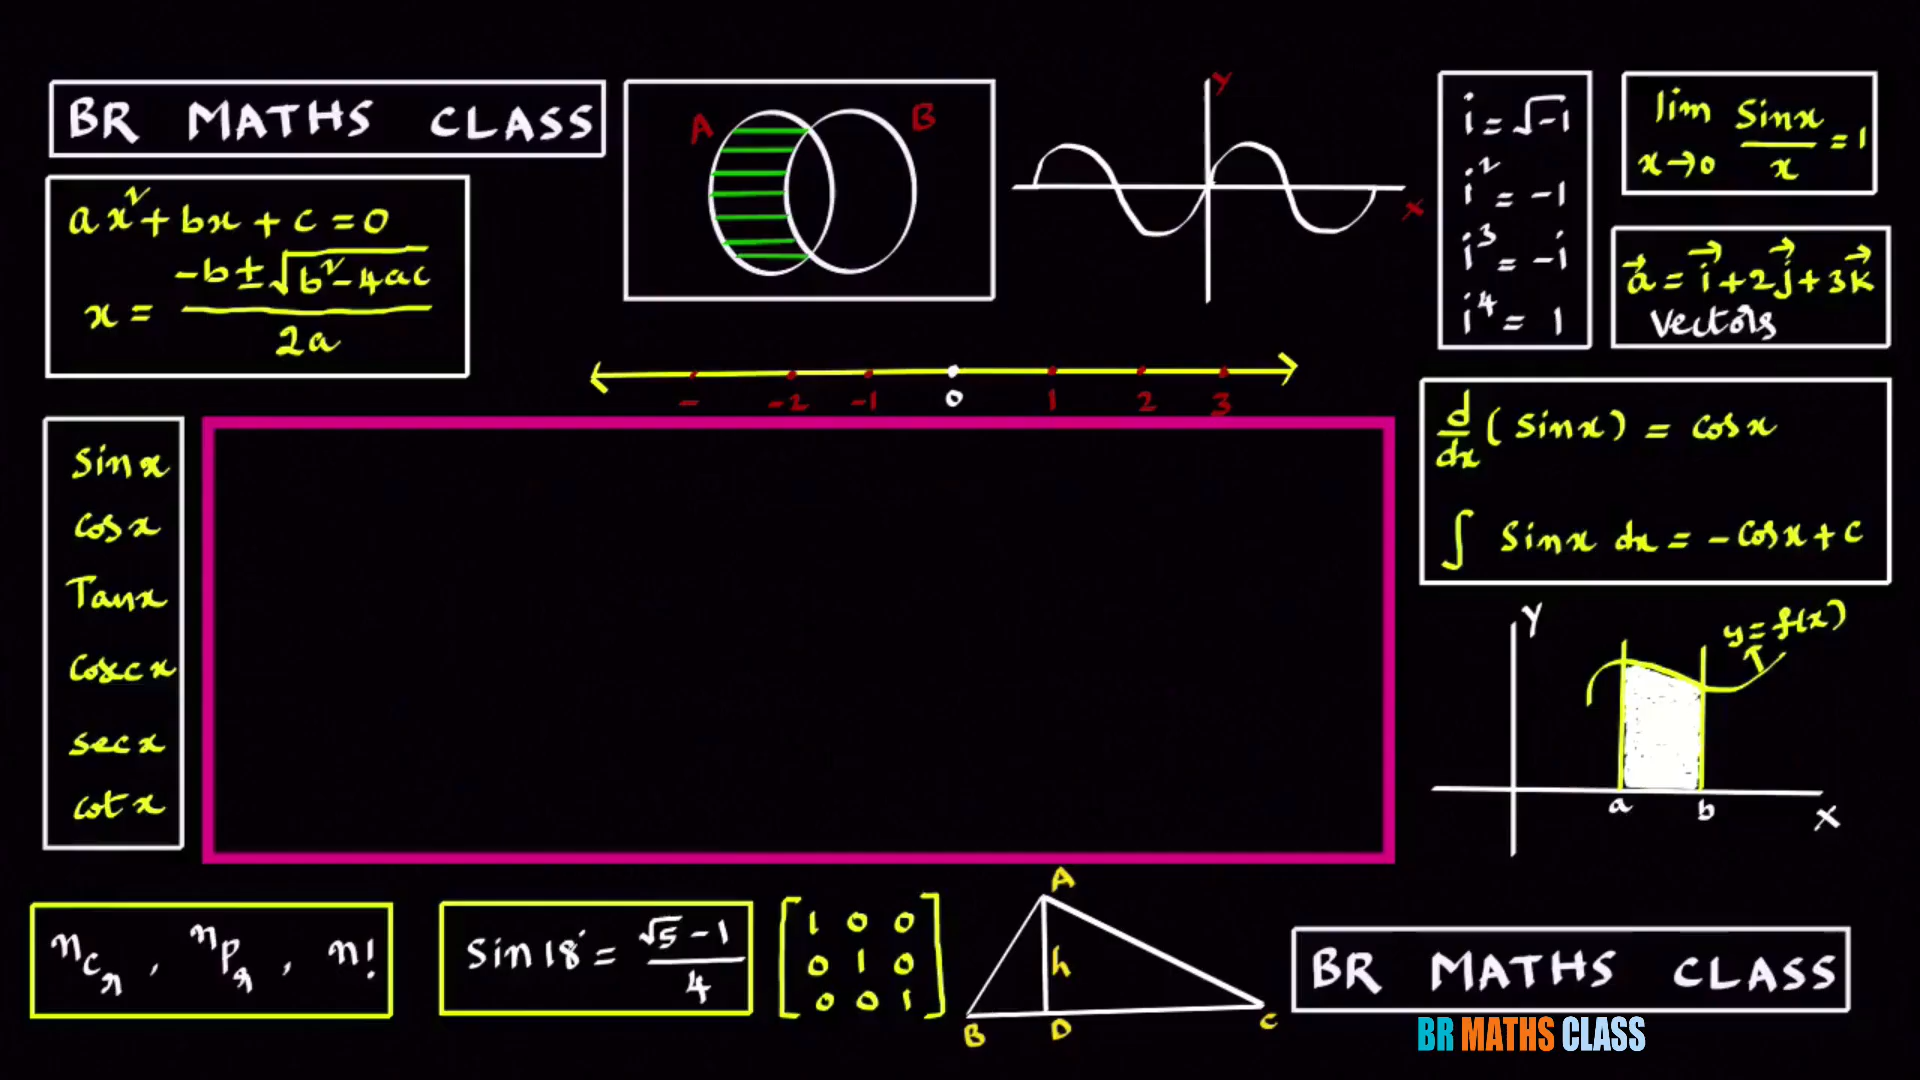 BR MATHS CLASS
ax²+bx+c=0
x = (-b±√b²-4ac)/2a
A B
Y
X
i=√-1
i²=-1
i³=-i
i⁴=1
lim x→0 Sinx/x =1
a⃗=i⃗+2j⃗+3k⃗
Vectors
- -2 -1 0 1 2 3
Sinx
Cosx
Tanx
Cosecx
secx
cotx
d/dx (Sinx) = Cosx
∫ Sinx dx = -Cosx+c
Y
y=f(x)
a b
X
nCr, nPr, n!
Sin18°= (√5-1)/4
1 0 0
0 1 0
0 0 1
A
h
B D C
BR MATHS CLASS
BR MATHS CLASS